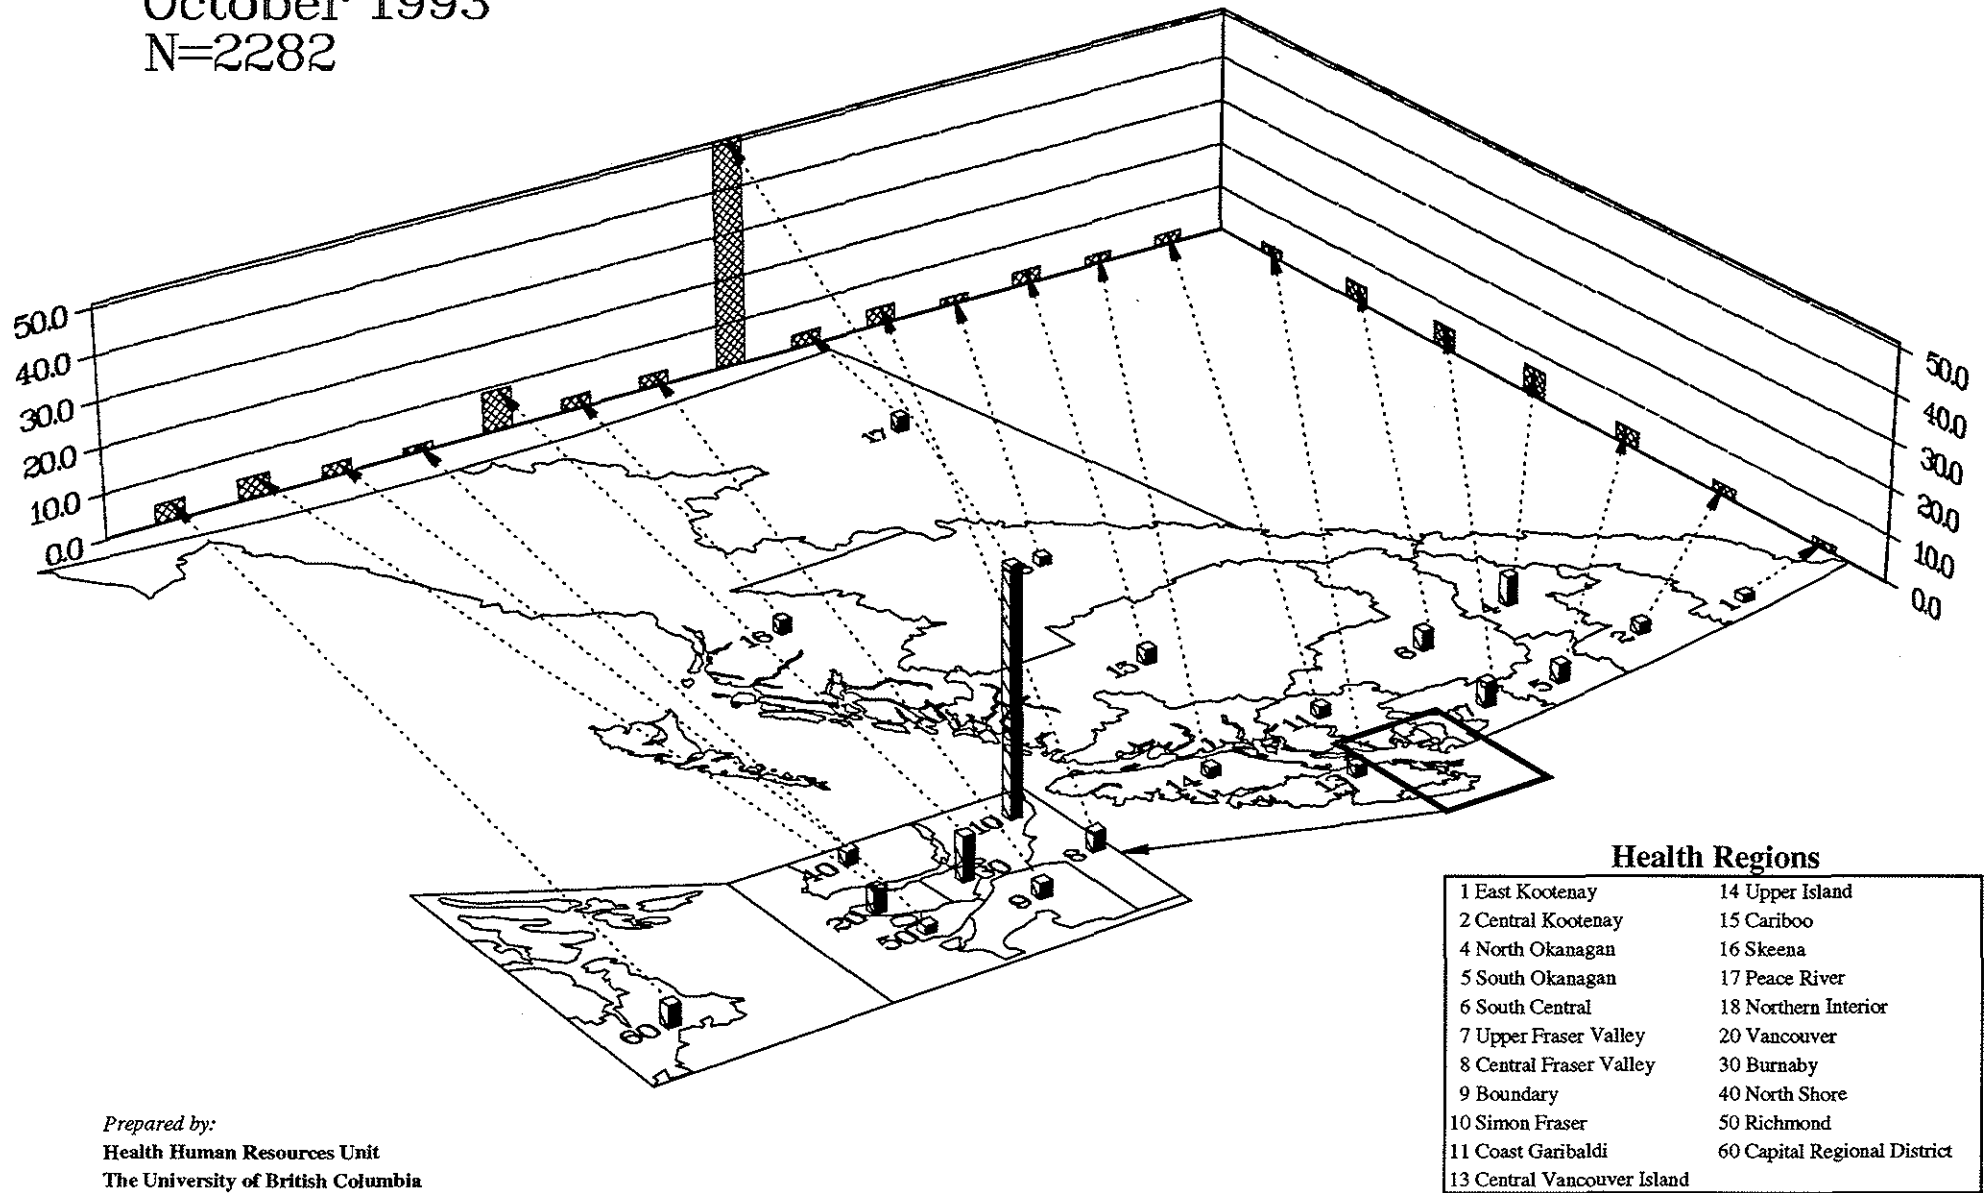 October 1993
N=2282
50.0
40.0
30.0
20.0
10.0
0.0
50.0
40.0
30.0
20.0
10.0
0.0
17
16
15
14
13
11
6
4
2
1
5
7
10
8
40
30
20
50
9
60
Health Regions
1 East Kootenay
2 Central Kootenay
4 North Okanagan
5 South Okanagan
6 South Central
7 Upper Fraser Valley
8 Central Fraser Valley
9 Boundary
10 Simon Fraser
11 Coast Garibaldi
13 Central Vancouver Island
14 Upper Island
15 Cariboo
16 Skeena
17 Peace River
18 Northern Interior
20 Vancouver
30 Burnaby
40 North Shore
50 Richmond
60 Capital Regional District
Prepared by:
Health Human Resources Unit
The University of British Columbia